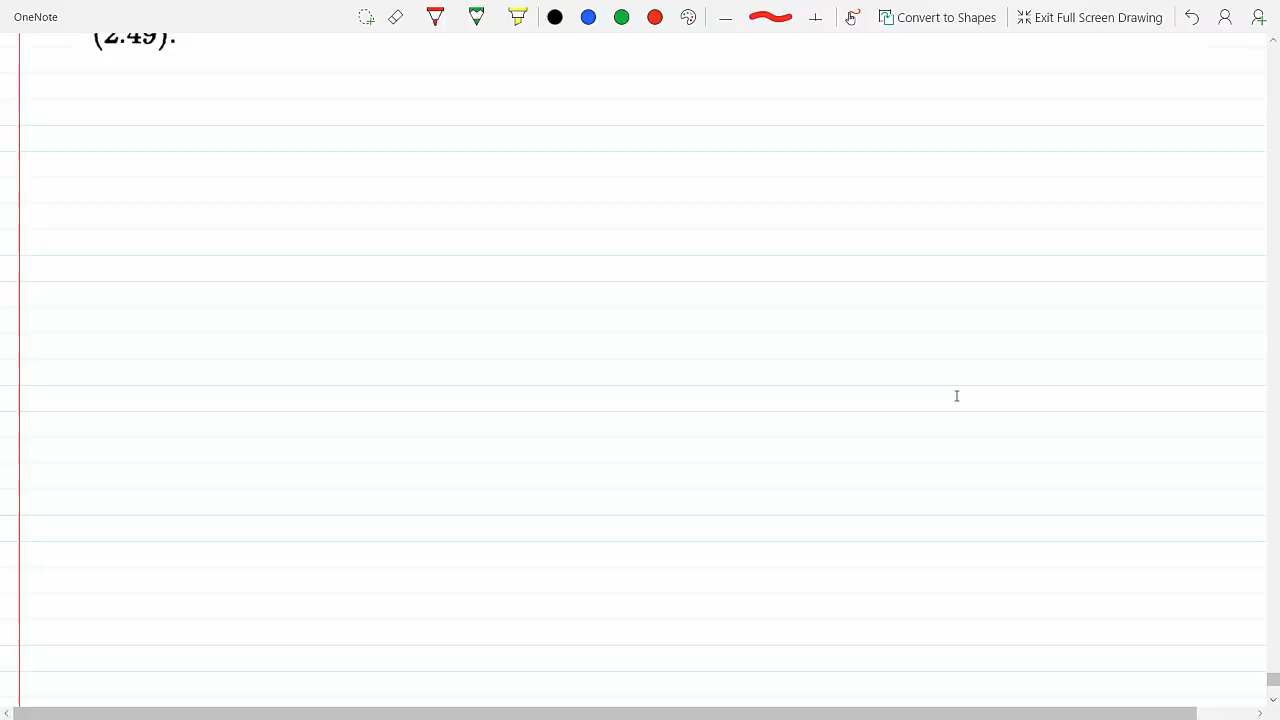 OneNote
Convert to Shapes
Exit Full Screen Drawing
(2.49).